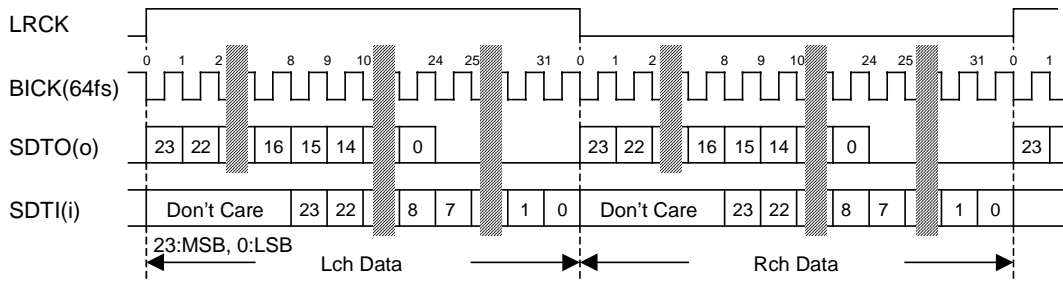 LRCK
0 1 2 8 9 10 24 25 31 0 1 2 8 9 10 24 25 31 0 1
BICK(64fs)
SDTO(o) 23 22 16 15 14 0 23 22 16 15 14 0 23
SDTI(i) Don't Care 23 22 8 7 1 0 Don't Care 23 22 8 7 1 0
23:MSB, 0:LSB
Lch Data Rch Data